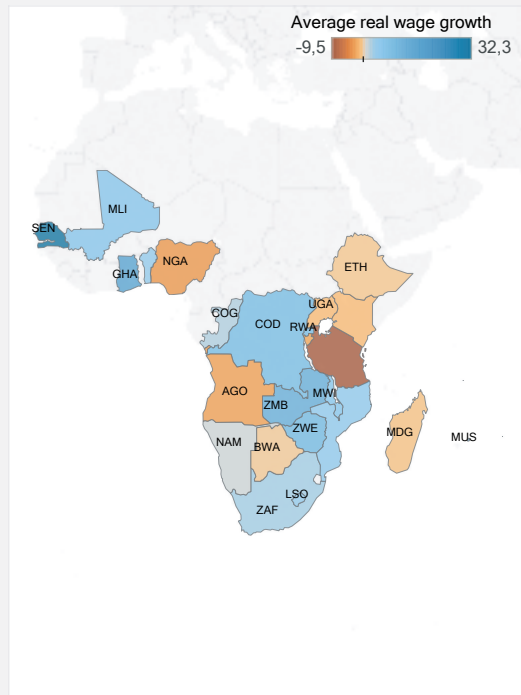 Average real wage growth
-9,5 32,3
MLI
SEN
NGA
GHA
ETH
UGA
COG
COD
RWA
AGO
MWI
ZMB
ZWE
MDG
MUS
NAM
BWA
LSO
ZAF